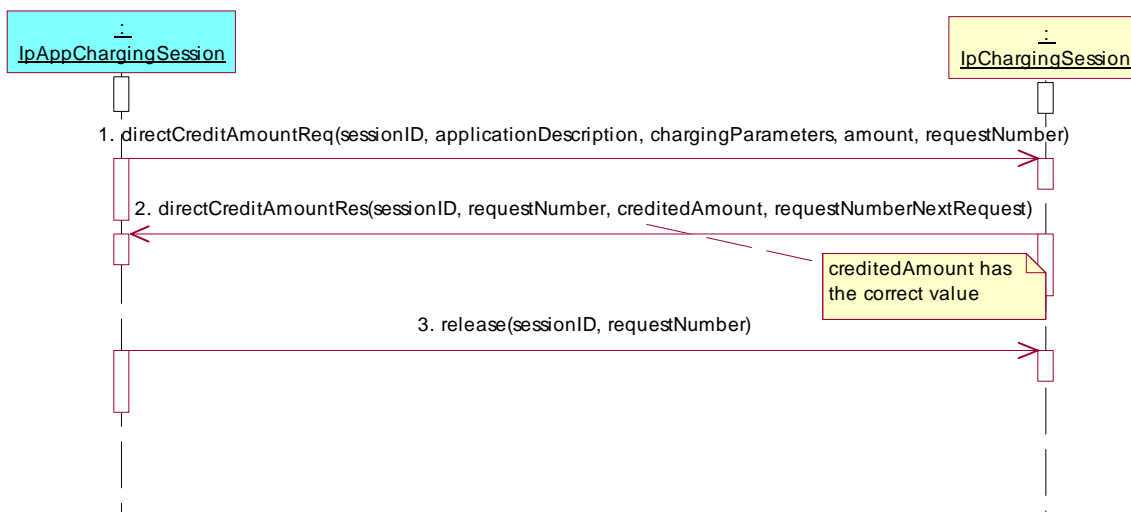 :
IpAppChargingSession
:
IpChargingSession
1. directCreditAmountReq(sessionID, applicationDescription, chargingParameters, amount, requestNumber)
2. directCreditAmountRes(sessionID, requestNumber, creditedAmount, requestNumberNextRequest)
creditedAmount has
the correct value
3. release(sessionID, requestNumber)